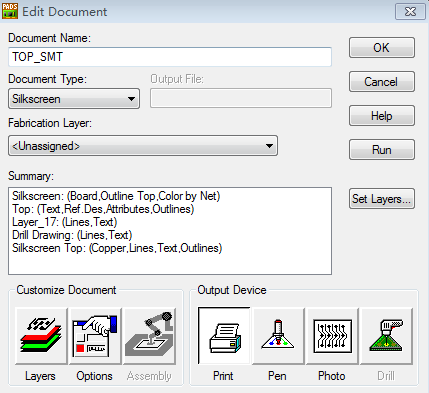 PADS
Edit Document
Document Name:
TOP_SMT
OK
Document Type:
Output File:
Cancel
Silkscreen
Help
Fabrication Layer:
<Unassigned>
Run
Summary:
Silkscreen: (Board,Outline Top,Color by Net)
Top: (Text,Ref.Des,Attributes,Outlines)
Layer_17: (Lines,Text)
Drill Drawing: (Lines,Text)
Silkscreen Top: (Copper,Lines,Text,Outlines)
Set Layers...
Customize Document
Output Device
Layers
Options
Assembly
Print
Pen
Photo
Drill